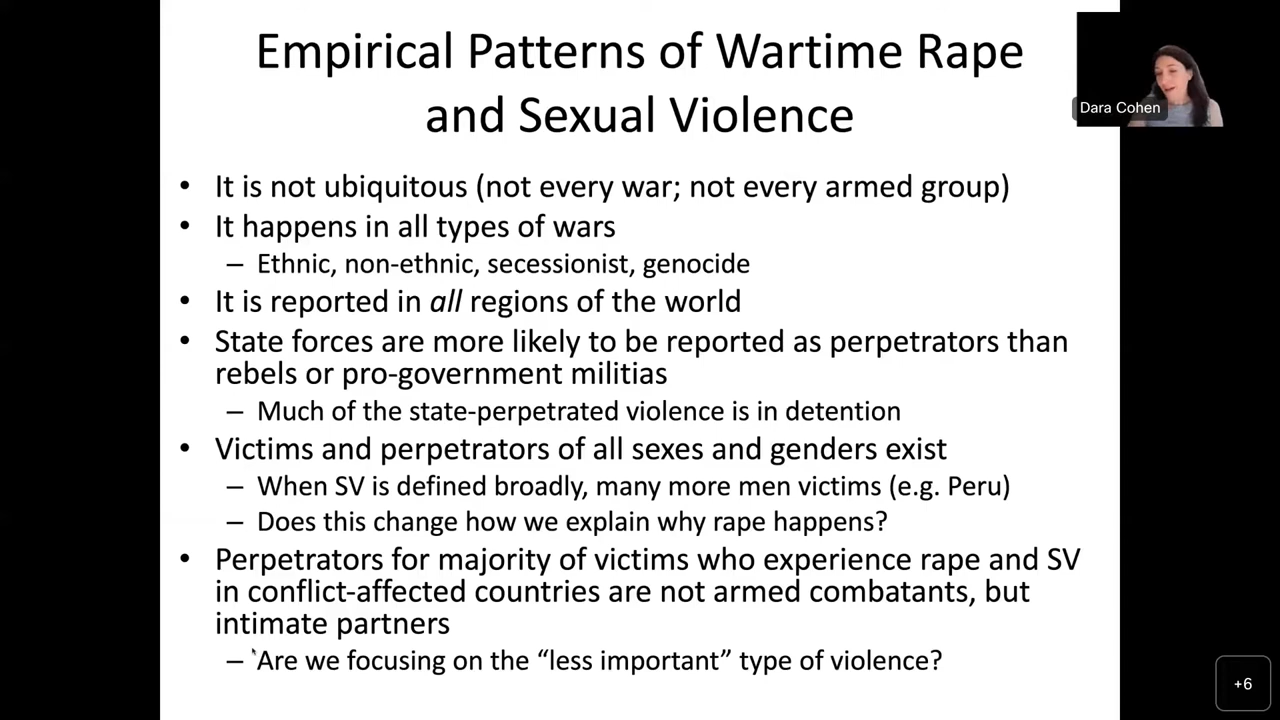 Empirical Patterns of Wartime Rape
and Sexual Violence
Dara Cohen
• It is not ubiquitous (not every war; not every armed group)
• It happens in all types of wars
– Ethnic, non-ethnic, secessionist, genocide
• It is reported in all regions of the world
• State forces are more likely to be reported as perpetrators than
rebels or pro-government militias
– Much of the state-perpetrated violence is in detention
• Victims and perpetrators of all sexes and genders exist
– When SV is defined broadly, many more men victims (e.g. Peru)
– Does this change how we explain why rape happens?
• Perpetrators for majority of victims who experience rape and SV
in conflict-affected countries are not armed combatants, but
intimate partners
– Are we focusing on the “less important” type of violence?
+6